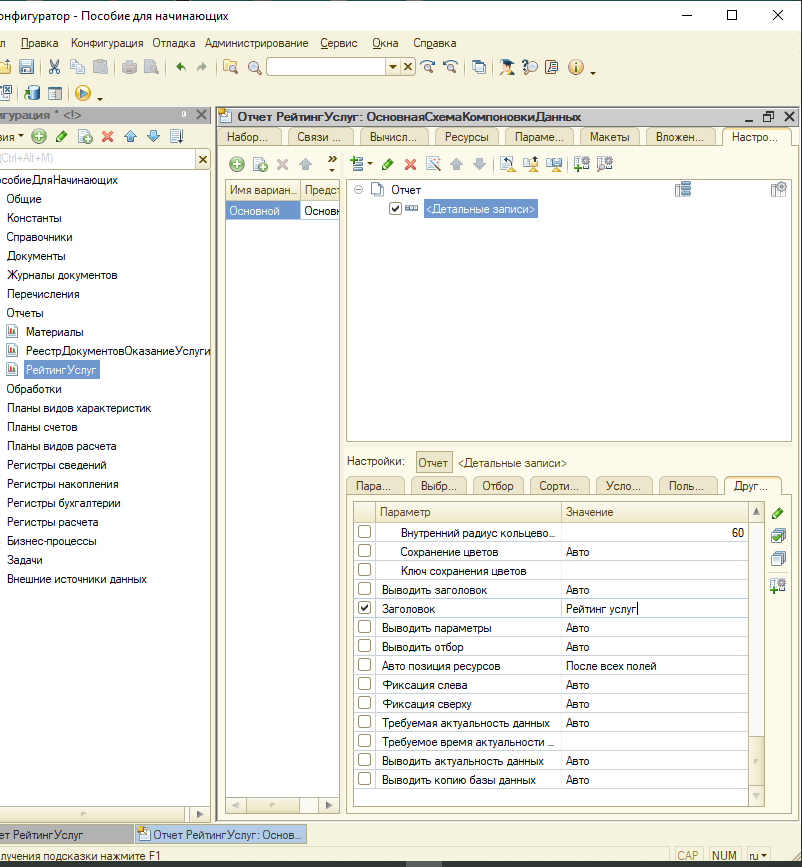 онфигуратор - Пособие для начинающих
л Правка Конфигурация Отладка Администрирование Сервис Окна Справка
гурация * <!>
Отчет РейтингУслуг: ОсновнаяСхемаКомпоновкиДанных
вия
Набор... Связи ... Вычисл... Ресурсы Параме... Макеты Вложен... Настро...
(Ctrl+Alt+M)
Имя вариан... Предст
Основной Основн
Отчет
<Детальные записи>
особиеДляНачинающих
Общие
Константы
Справочники
Документы
Журналы документов
Перечисления
Отчеты
Материалы
РеестрДокументовОказаниеУслуги
РейтингУслуг
Обработки
Планы видов характеристик
Планы счетов
Планы видов расчета
Регистры сведений
Регистры накопления
Регистры бухгалтерии
Регистры расчета
Бизнес-процессы
Задачи
Внешние источники данных
Настройки: Отчет <Детальные записи>
Пара... Выбр... Отбор Сорти... Усло... Поль... Друг...
Параметр Значение
Внутренний радиус кольцево... 60
Сохранение цветов Авто
Ключ сохранения цветов
Выводить заголовок Авто
Заголовок Рейтинг услуг
Выводить параметры Авто
Выводить отбор Авто
Авто позиция ресурсов После всех полей
Фиксация слева Авто
Фиксация сверху Авто
Требуемая актуальность данных Авто
Требуемое время актуальности ...
Выводить актуальность данных Авто
Выводить копию базы данных Авто
ет РейтингУслуг Отчет РейтингУслуг: Основ...
лучения подсказки нажмите F1 CAP NUM ru